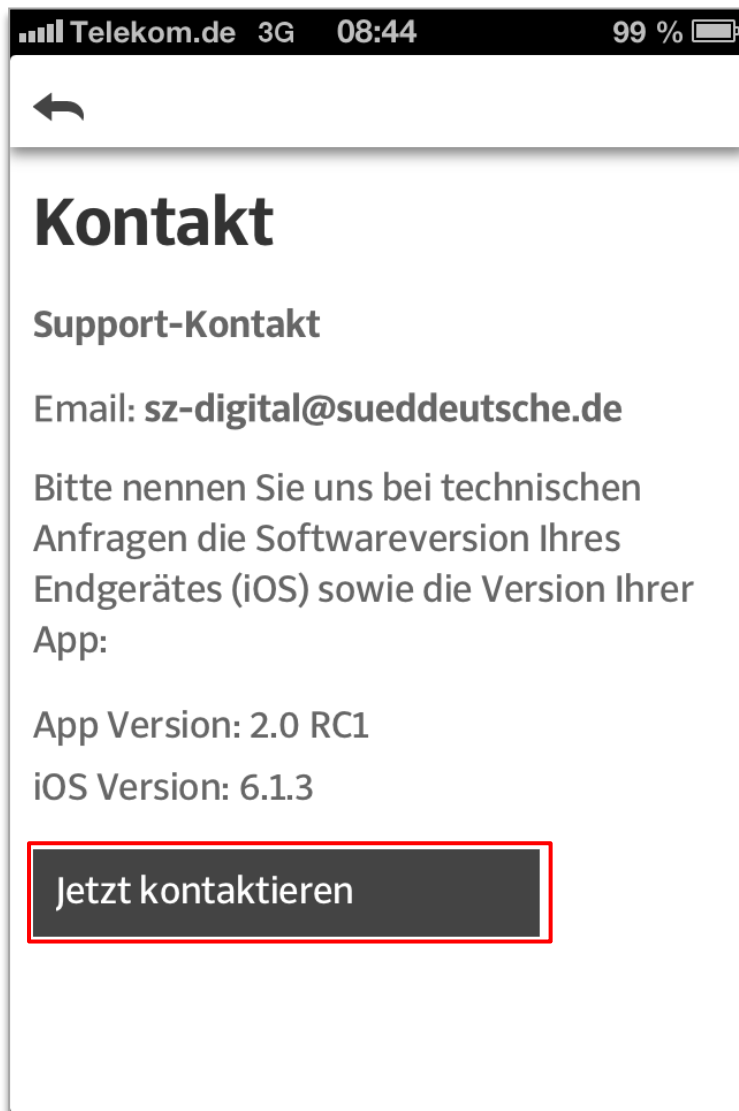 Telekom.de 3G 08:44 99 %
Kontakt
Support-Kontakt
Email: sz-digital@sueddeutsche.de
Bitte nennen Sie uns bei technischen
Anfragen die Softwareversion Ihres
Endgerätes (iOS) sowie die Version Ihrer
App:
App Version: 2.0 RC1
iOS Version: 6.1.3
Jetzt kontaktieren